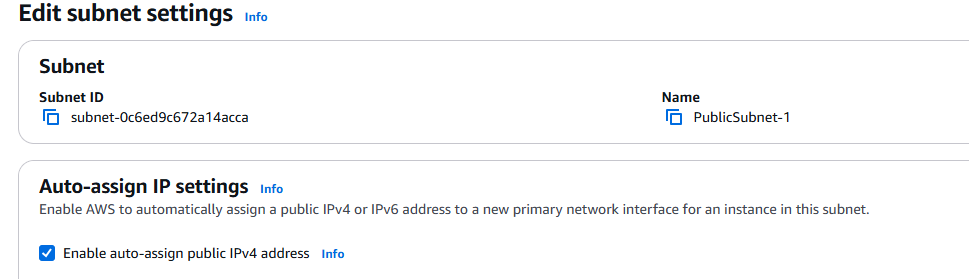 Edit subnet settings Info
Subnet
Subnet ID Name
subnet-0c6ed9c672a14acca PublicSubnet-1
Auto-assign IP settings Info
Enable AWS to automatically assign a public IPv4 or IPv6 address to a new primary network interface for an instance in this subnet.
Enable auto-assign public IPv4 address Info